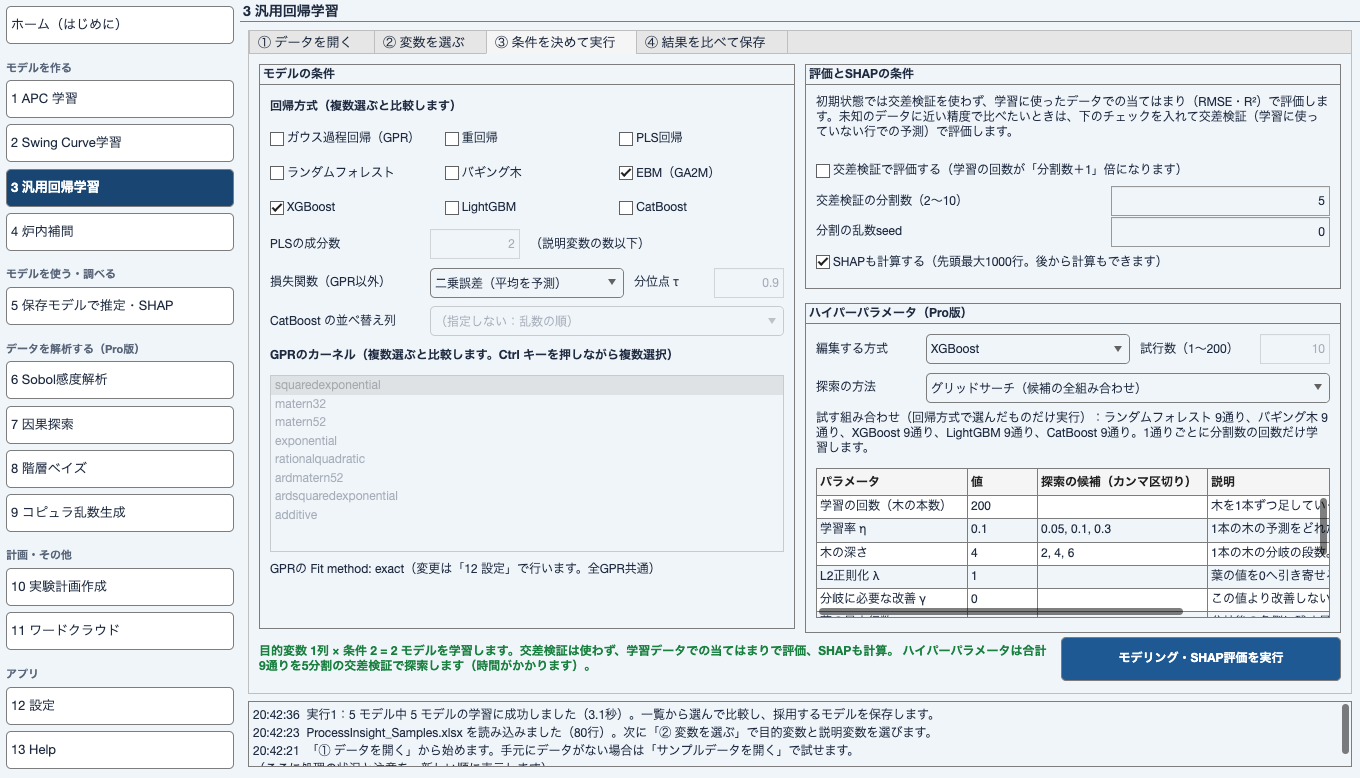 ホーム（はじめに）
モデルを作る
1 APC 学習
2 Swing Curve学習
3 汎用回帰学習
4 炉内補間
モデルを使う・調べる
5 保存モデルで推定・SHAP
データを解析する（Pro版）
6 Sobol感度解析
7 因果探索
8 階層ベイズ
9 コピュラ乱数生成
計画・その他
10 実験計画作成
11 ワードクラウド
アプリ
12 設定
13 Help
3 汎用回帰学習
① データを開く
② 変数を選ぶ
③ 条件を決めて実行
④ 結果を比べて保存
モデルの条件
回帰方式（複数選ぶと比較します）
ガウス過程回帰（GPR） 重回帰 PLS回帰
ランダムフォレスト バギング木 EBM（GA2M）
XGBoost LightGBM CatBoost
PLSの成分数 2 （説明変数の数以下）
損失関数（GPR以外） 二乗誤差（平均を予測） 分位点 τ 0.9
CatBoost の並べ替え列 （指定しない：乱数の順）
GPRのカーネル（複数選ぶと比較します。Ctrl キーを押しながら複数選択）
squaredexponential
matern32
matern52
exponential
rationalquadratic
ardmatern52
ardsquaredexponential
additive
GPRの Fit method: exact（変更は「12 設定」で行います。全GPR共通）
評価とSHAPの条件
初期状態では交差検証を使わず、学習に使ったデータでの当てはまり（RMSE・R²）で評価しま
す。未知のデータに近い精度で比べたいときは、下のチェックを入れて交差検証（学習に使っ
ていない行での予測）で評価します。
交差検証で評価する（学習の回数が「分割数＋1」倍になります）
交差検証の分割数（2〜10） 5
分割の乱数seed 0
SHAPも計算する（先頭最大1000行。後から計算もできます）
ハイパーパラメータ（Pro版）
編集する方式 XGBoost 試行数（1〜200） 10
探索の方法 グリッドサーチ（候補の全組み合わせ）
試す組み合わせ（回帰方式で選んだものだけ実行）：ランダムフォレスト 9通り、バギング木 9
通り、XGBoost 9通り、LightGBM 9通り、CatBoost 9通り。1通りごとに分割数の回数だけ学
習します。
パラメータ 値 探索の候補（カンマ区切り） 説明
学習の回数（木の本数） 200 木を1本ずつ足してい
学習率 η 0.1 0.05, 0.1, 0.3 1本の木の予測をどれ
木の深さ 4 2, 4, 6 1本の木の分岐の段数
L2正則化 λ 1 葉の値を0へ引き寄せ
分岐に必要な改善 γ 0 この値より改善しない
目的変数 1列 × 条件 2 = 2 モデルを学習します。交差検証は使わず、学習データでの当てはまりで評価、SHAPも計算。 ハイパーパラメータは合計
9通りを5分割の交差検証で探索します（時間がかかります）。
モデリング・SHAP評価を実行
20:42:36 実行1：5 モデル中 5 モデルの学習に成功しました（3.1秒）。一覧から選んで比較し、採用するモデルを保存します。
20:42:23 ProcessInsight_Samples.xlsx を読み込みました（80行）。次に「② 変数を選ぶ」で目的変数と説明変数を選びます。
20:42:21 「① データを開く」から始めます。手元にデータがない場合は「サンプルデータを開く」で試せます。